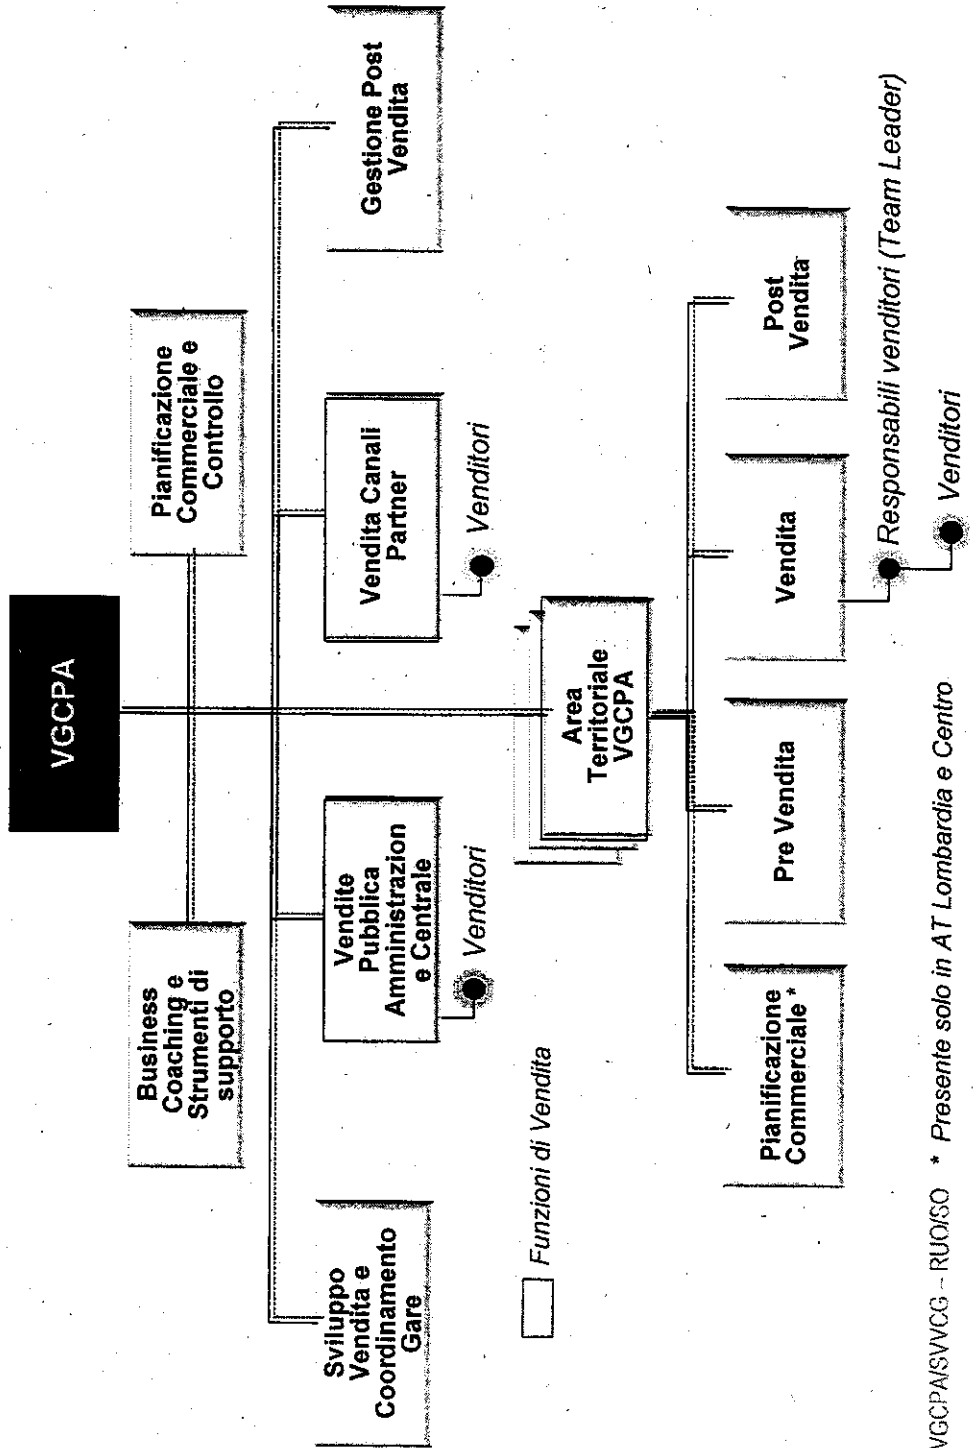 VGCPA
Business
Coaching e
Strumenti di
supporto
Pianificazione
Commerciale e
Controllo
Sviluppo
Vendita e
Coordinamento
Gare
Vendite
Pubblica
Amministrazion
e Centrale
Venditori
Vendita Canali
Partner
Venditori
Gestione Post
Vendita
Funzioni di Vendita
Area
Territoriale
VGCPA
Pianificazione
Commerciale *
Pre Vendita
Vendita
Post
Vendita
Responsabili venditori (Team Leader)
Venditori
VGCPA/SVVCG – RUO/SO * Presente solo in AT Lombardia e Centro